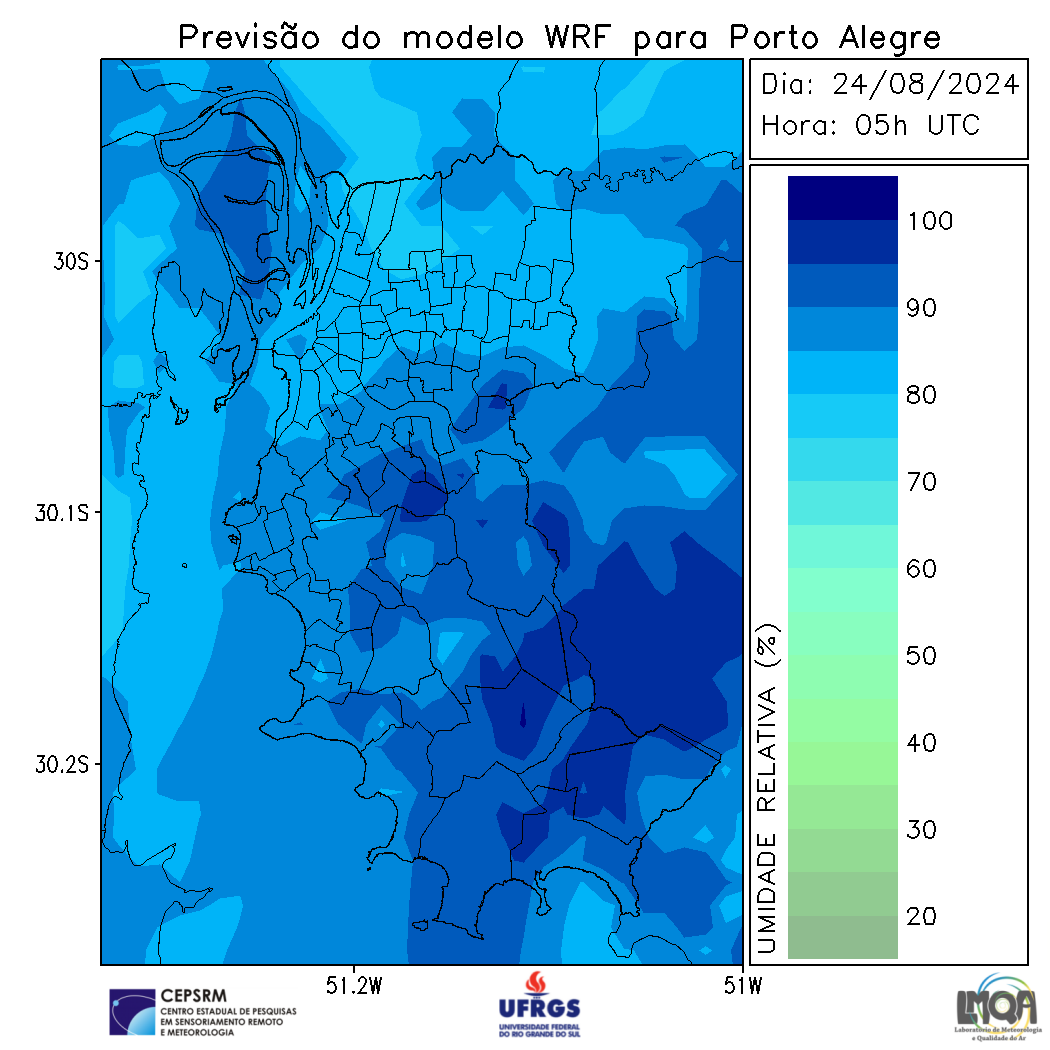 Previsão do modelo WRF para Porto Alegre
Dia: 24/08/2024
Hora: 05h UTC
30S
30.1S
30.2S
51.2W
51W
UMIDADE RELATIVA (%)
100
90
80
70
60
50
40
30
20
CEPSRM
CENTRO ESTADUAL DE PESQUISAS
EM SENSORIAMENTO REMOTO
E METEOROLOGIA
UFRGS
UNIVERSIDADE FEDERAL
DO RIO GRANDE DO SUL
LMQA
Laboratório de Meteorologia
e Qualidade do Ar